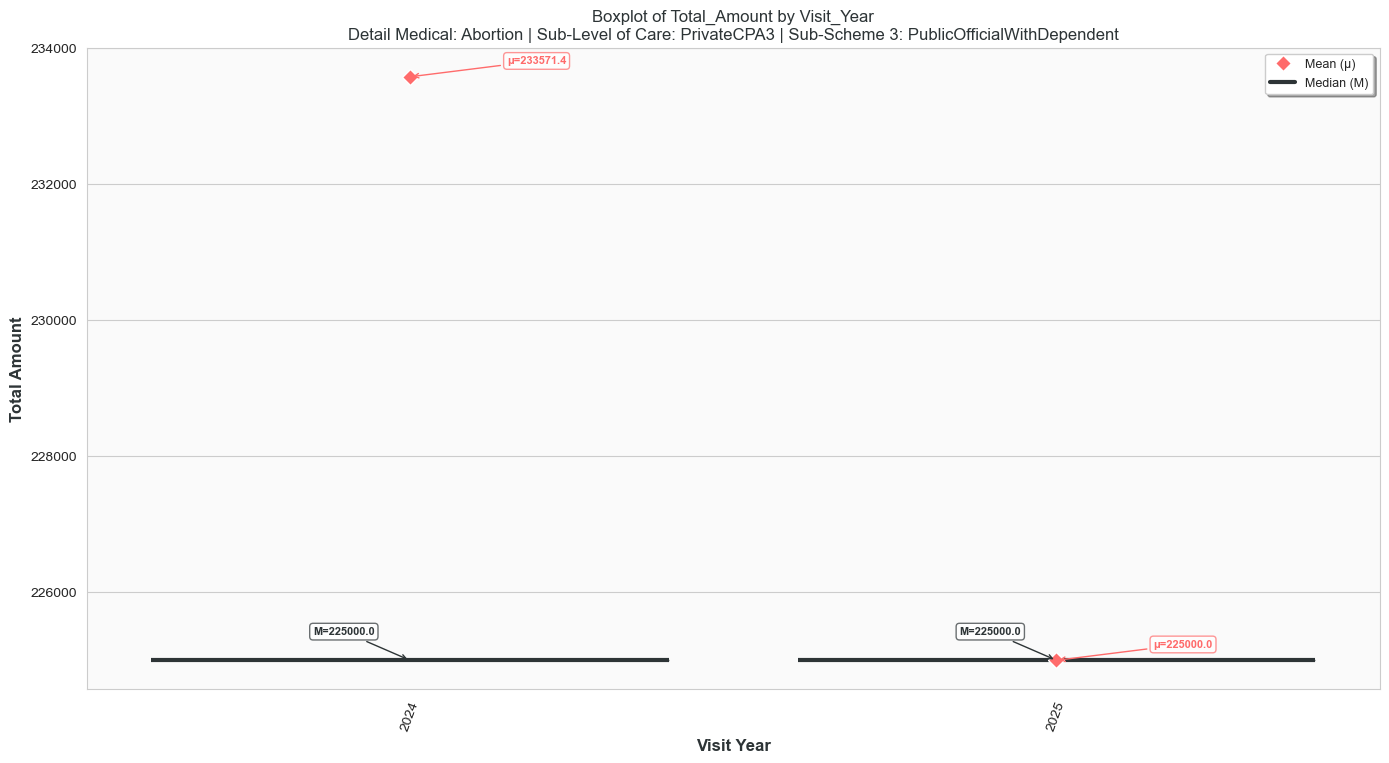 Boxplot of Total_Amount by Visit_Year
Detail Medical: Abortion | Sub-Level of Care: PrivateCPA3 | Sub-Scheme 3: PublicOfficialWithDependent
234000
232000
230000
228000
226000
Total Amount
μ=233571.4
Mean (μ)
Median (M)
M=225000.0
M=225000.0
μ=225000.0
2024
2025
Visit Year